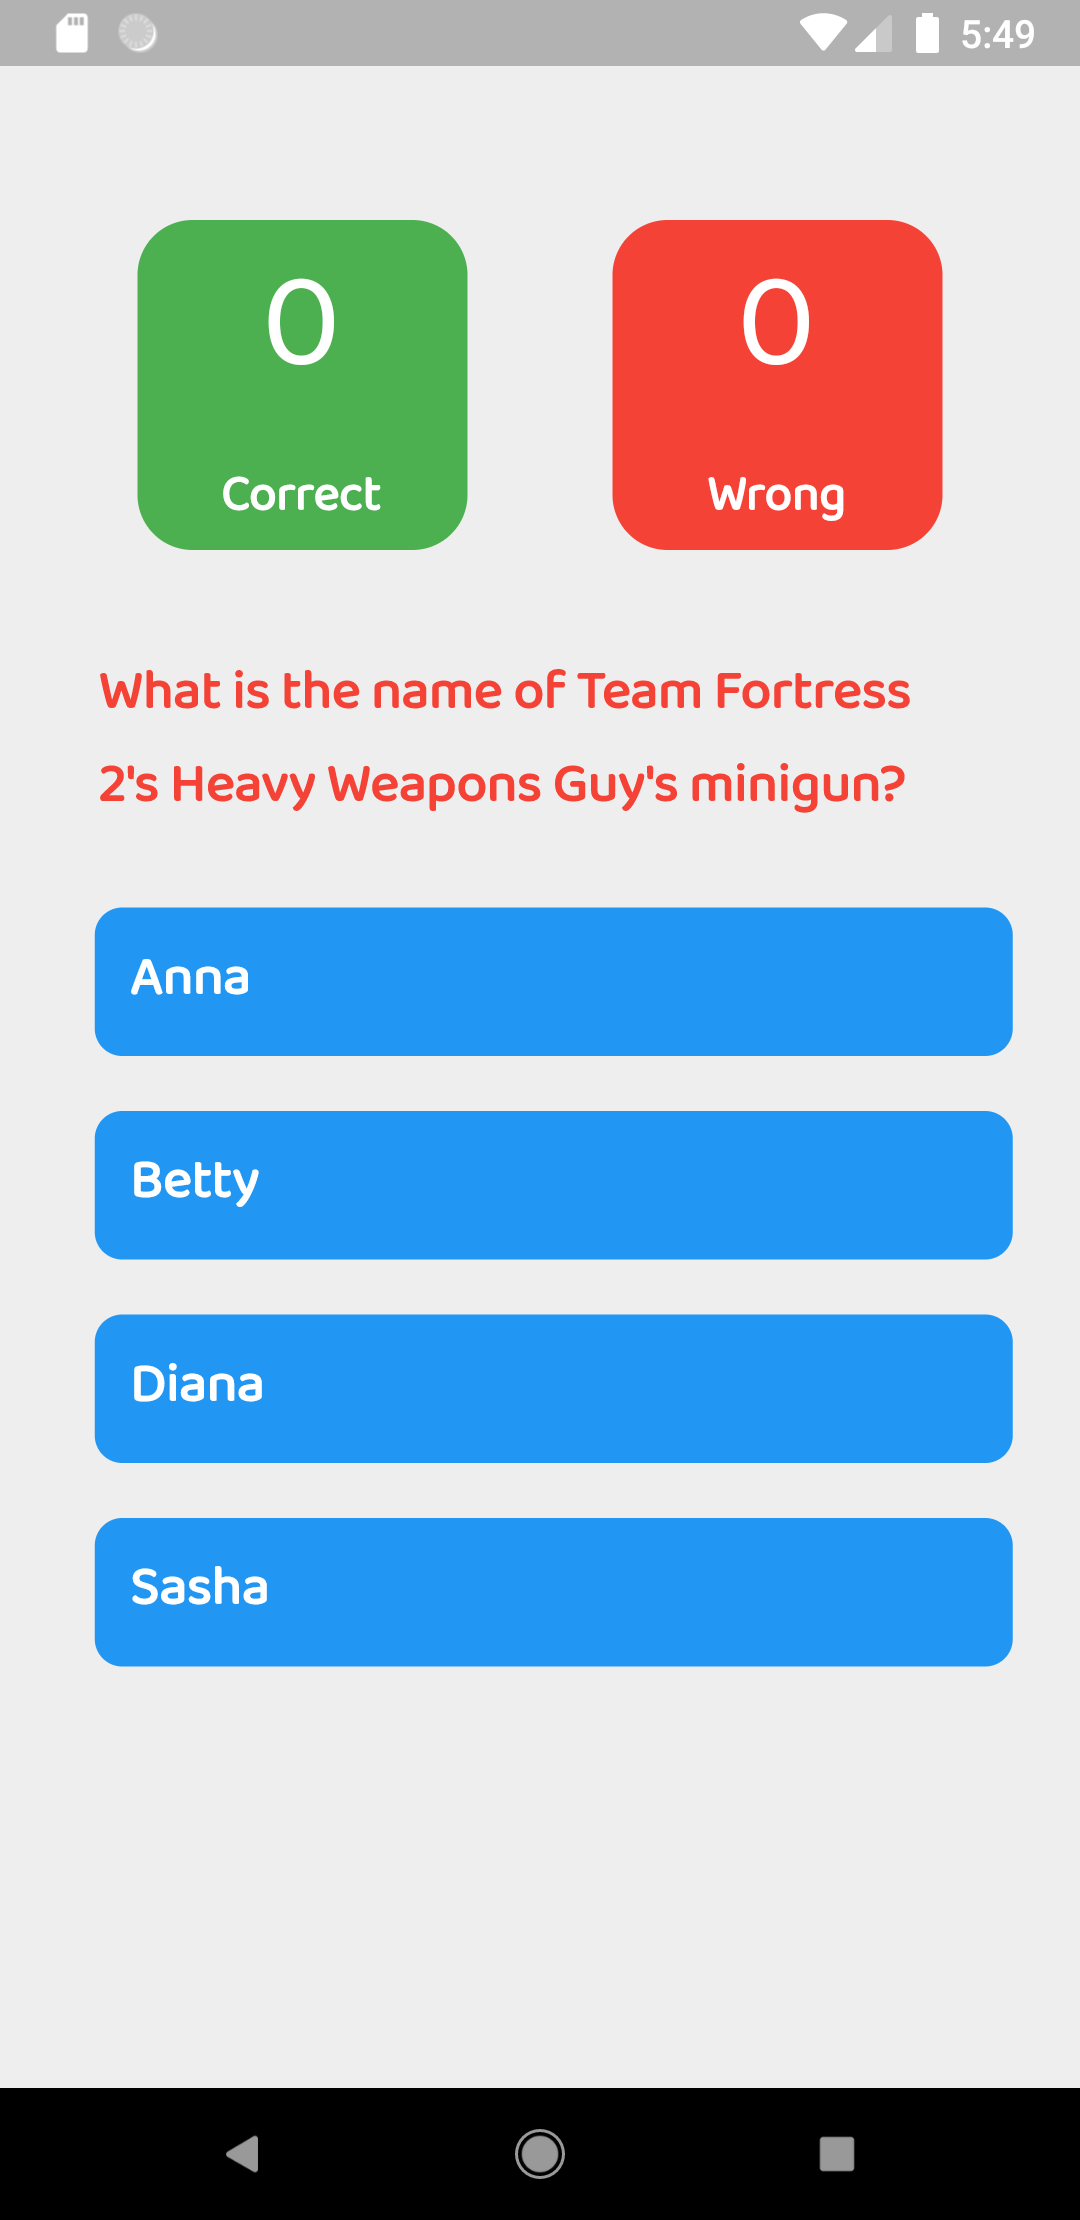 5:49
0
0
Correct
Wrong
What is the name of Team Fortress
2's Heavy Weapons Guy's minigun?
Anna
Betty
Diana
Sasha